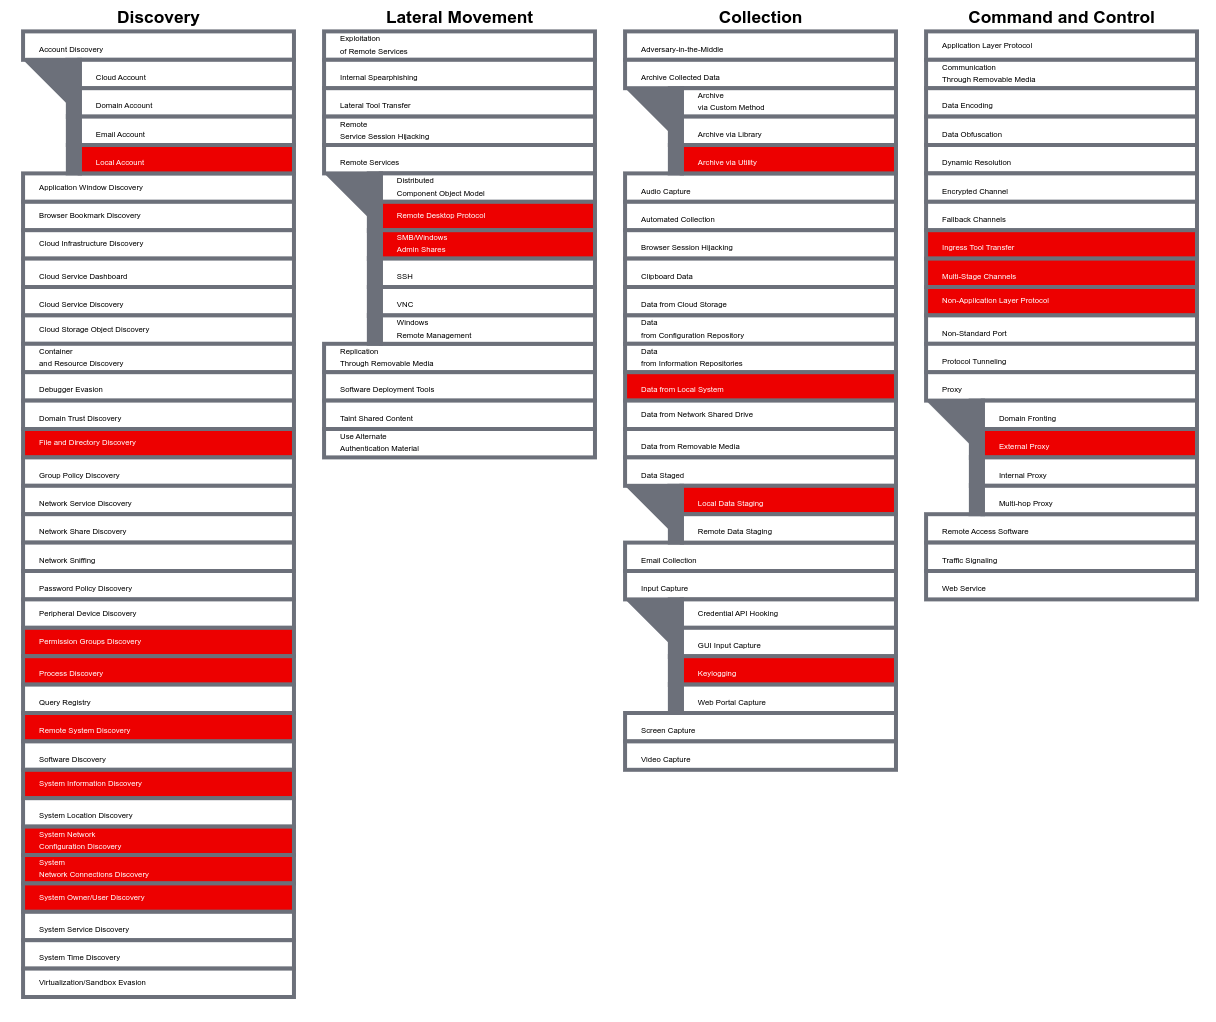 Discovery
Account Discovery
Cloud Account
Domain Account
Email Account
Local Account
Application Window Discovery
Browser Bookmark Discovery
Cloud Infrastructure Discovery
Cloud Service Dashboard
Cloud Service Discovery
Cloud Storage Object Discovery
Container
and Resource Discovery
Debugger Evasion
Domain Trust Discovery
File and Directory Discovery
Group Policy Discovery
Network Service Discovery
Network Share Discovery
Network Sniffing
Password Policy Discovery
Peripheral Device Discovery
Permission Groups Discovery
Process Discovery
Query Registry
Remote System Discovery
Software Discovery
System Information Discovery
System Location Discovery
System Network
Configuration Discovery
System
Network Connections Discovery
System Owner/User Discovery
System Service Discovery
System Time Discovery
Virtualization/Sandbox Evasion
Lateral Movement
Exploitation
of Remote Services
Internal Spearphishing
Lateral Tool Transfer
Remote
Service Session Hijacking
Remote Services
Distributed
Component Object Model
Remote Desktop Protocol
SMB/Windows
Admin Shares
SSH
VNC
Windows
Remote Management
Replication
Through Removable Media
Software Deployment Tools
Taint Shared Content
Use Alternate
Authentication Material
Collection
Adversary-in-the-Middle
Archive Collected Data
Archive
via Custom Method
Archive via Library
Archive via Utility
Audio Capture
Automated Collection
Browser Session Hijacking
Clipboard Data
Data from Cloud Storage
Data
from Configuration Repository
Data
from Information Repositories
Data from Local System
Data from Network Shared Drive
Data from Removable Media
Data Staged
Local Data Staging
Remote Data Staging
Email Collection
Input Capture
Credential API Hooking
GUI Input Capture
Keylogging
Web Portal Capture
Screen Capture
Video Capture
Command and Control
Application Layer Protocol
Communication
Through Removable Media
Data Encoding
Data Obfuscation
Dynamic Resolution
Encrypted Channel
Fallback Channels
Ingress Tool Transfer
Multi-Stage Channels
Non-Application Layer Protocol
Non-Standard Port
Protocol Tunneling
Proxy
Domain Fronting
External Proxy
Internal Proxy
Multi-hop Proxy
Remote Access Software
Traffic Signaling
Web Service